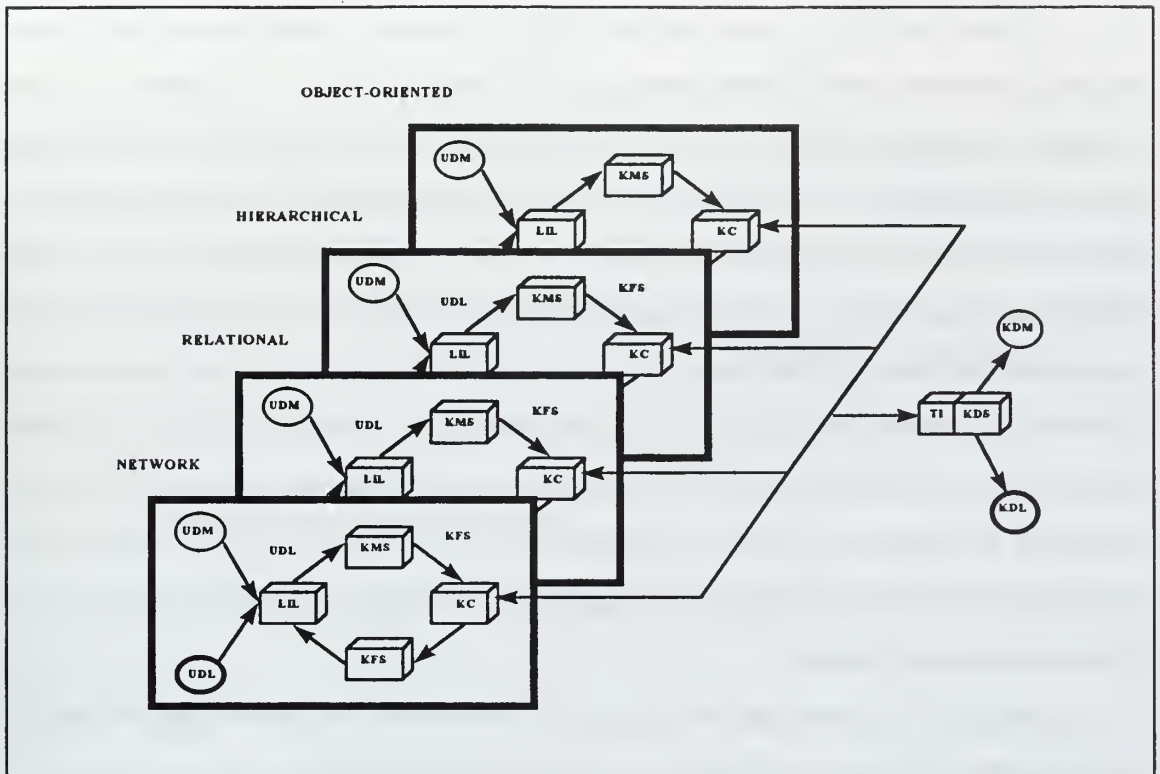 OBJECT-ORIENTED
UDM
KMS
LIL
KC
HIERARCHICAL
UDM
UDL
KMS
KFS
LIL
KC
RELATIONAL
UDM
UDL
KMS
KFS
LIL
KC
NETWORK
UDM
UDL
KMS
KFS
LIL
KC
UDL
KFS
KDM
TI
KDS
KDL